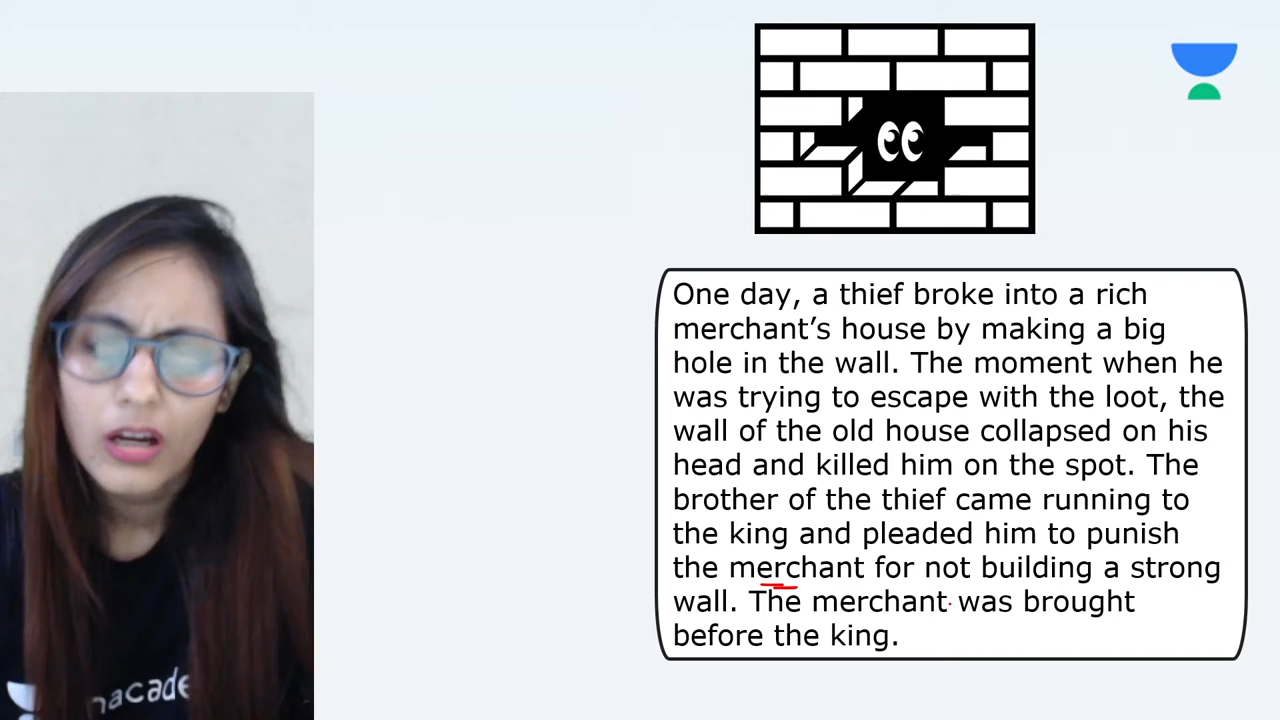 One day, a thief broke into a rich
merchant’s house by making a big
hole in the wall. The moment when he
was trying to escape with the loot, the
wall of the old house collapsed on his
head and killed him on the spot. The
brother of the thief came running to
the king and pleaded him to punish
the merchant for not building a strong
wall. The merchant was brought
before the king.
nacade